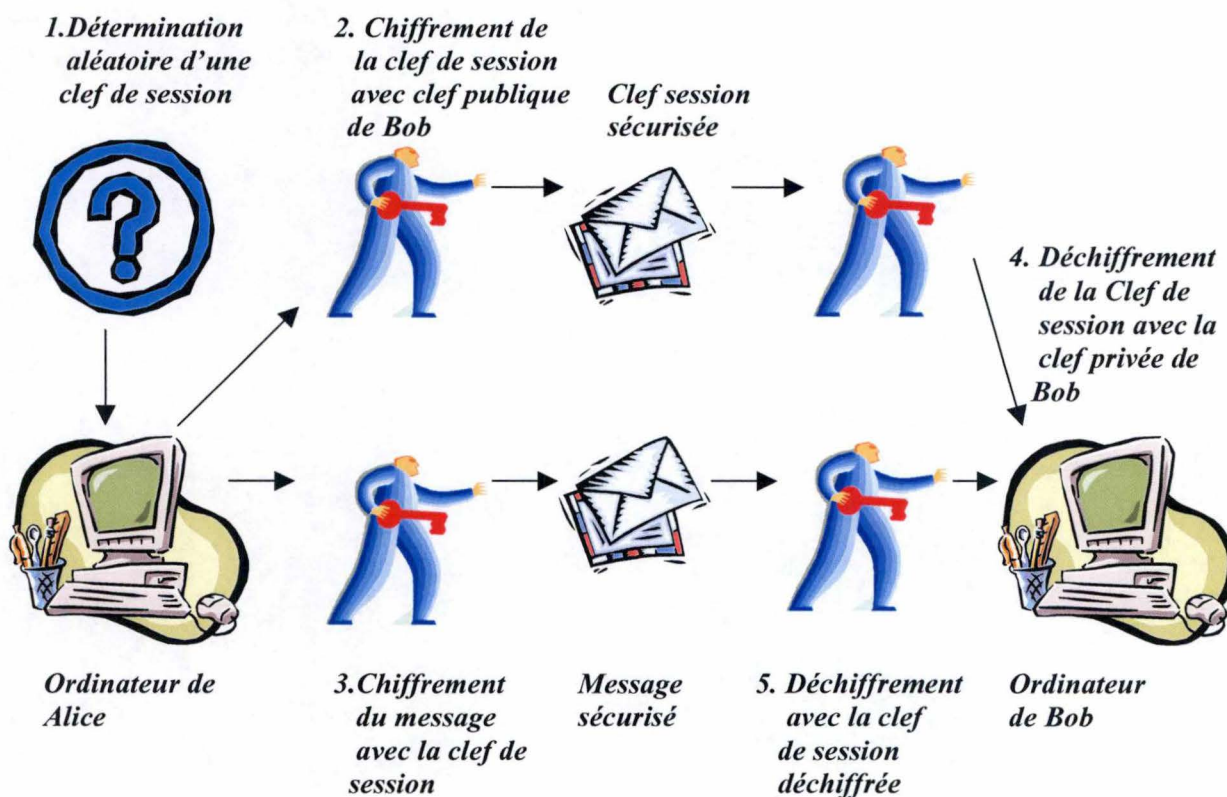 1.Détermination
aléatoire d'une
clef de session
2. Chiffrement de
la clef de session
avec clef publique
de Bob
Clef session
sécurisée
4. Déchiffrement
de la Clef de
session avec la
clef privée de
Bob
Ordinateur de
Alice
3.Chiffrement
du message
avec la clef de
session
Message
sécurisé
5. Déchiffrement
avec la clef
de session
déchiffrée
Ordinateur
de Bob